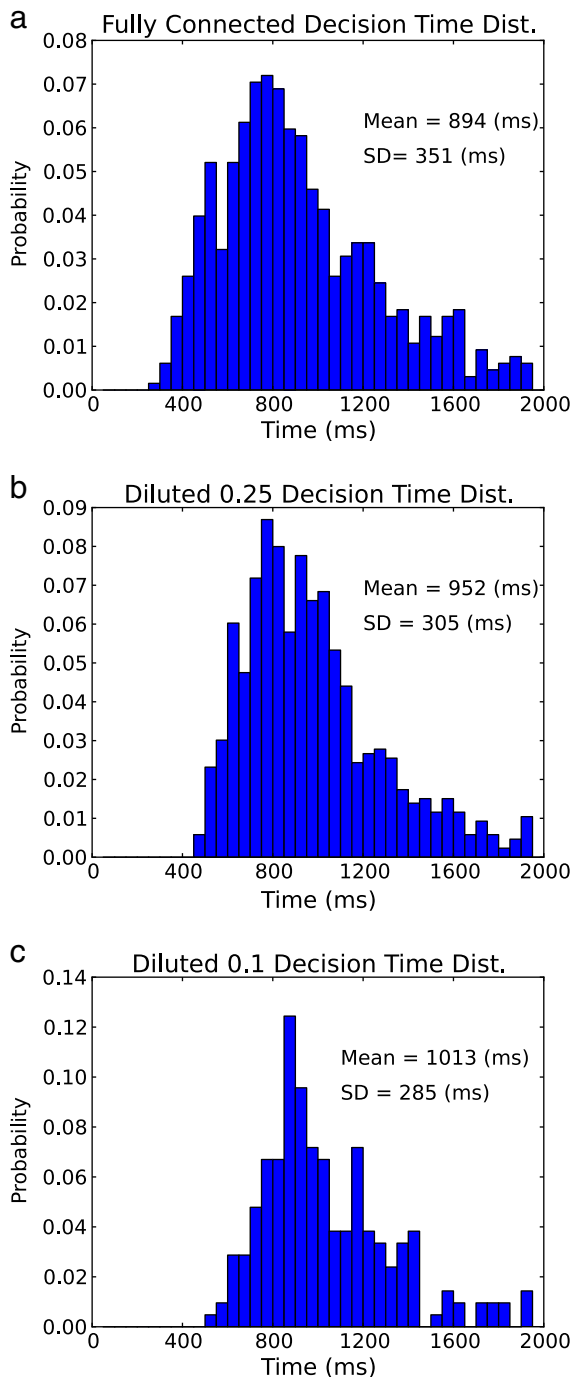 a
Fully Connected Decision Time Dist.
0.08
0.07
0.06
0.05
0.04
0.03
0.02
0.01
0.00
Probability
Mean = 894 (ms)
SD= 351 (ms)
0 400 800 1200 1600 2000
Time (ms)
b
Diluted 0.25 Decision Time Dist.
0.09
0.08
0.07
0.06
0.05
0.04
0.03
0.02
0.01
0.00
Probability
Mean = 952 (ms)
SD = 305 (ms)
0 400 800 1200 1600 2000
Time (ms)
c
Diluted 0.1 Decision Time Dist.
0.14
0.12
0.10
0.08
0.06
0.04
0.02
0.00
Probability
Mean = 1013 (ms)
SD = 285 (ms)
0 400 800 1200 1600 2000
Time (ms)